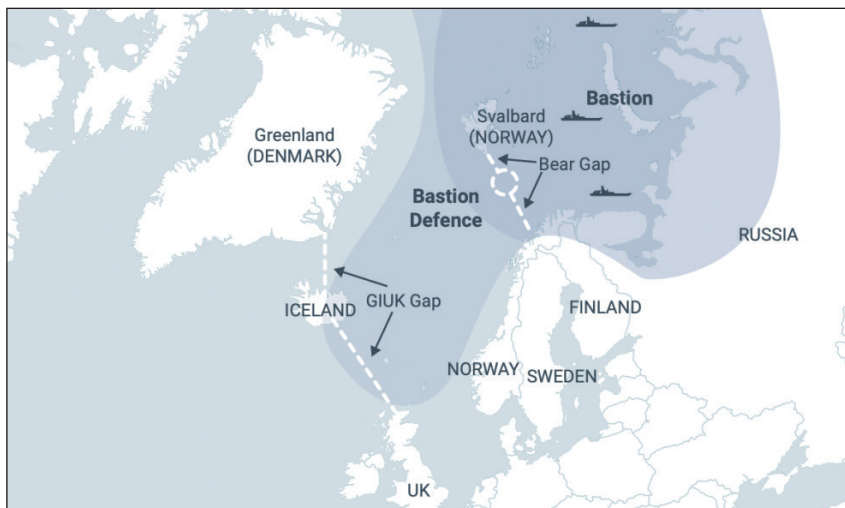 Bastion
Svalbard
(NORWAY)
Greenland
(DENMARK)
Bear Gap
Bastion
Defence
RUSSIA
ICELAND
GIUK Gap
FINLAND
NORWAY
SWEDEN
UK